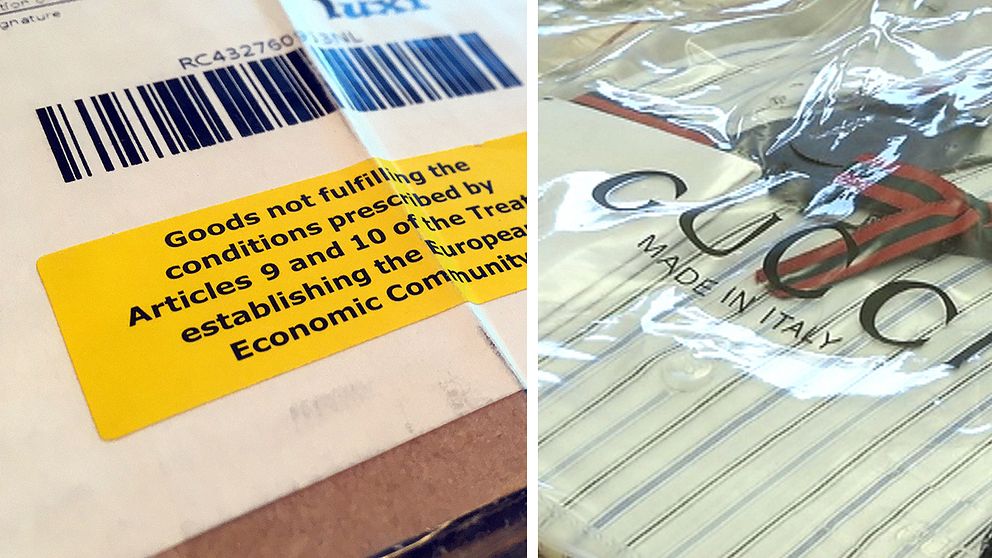 gnature
Goods not fulfilling the
conditions prescribed by
Articles 9 and 10 of the Treat
establishing the European
Economic Community
GUCCI
MADE IN ITALY